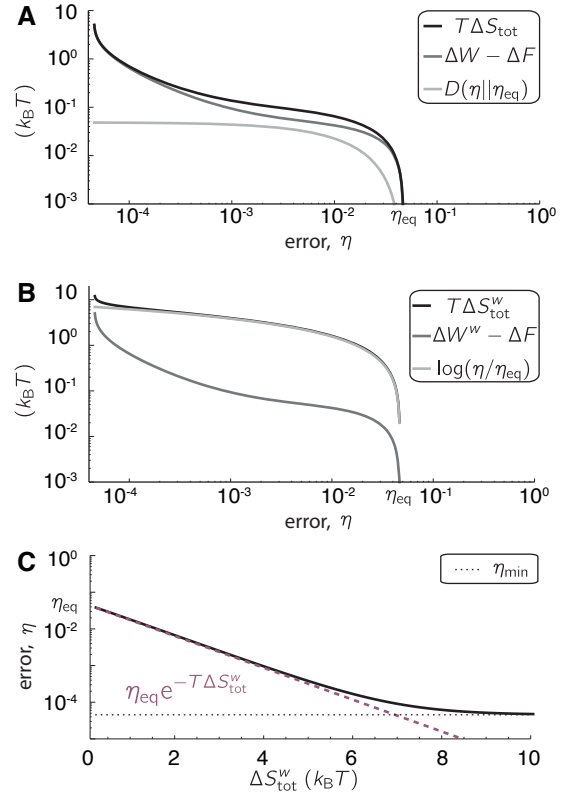 A
10
10^0
10^-1
10^-2
10^-3
(k_BT)
TΔS_tot
ΔW − ΔF
D(η||η_eq)
10^-4 10^-3 10^-2 η_eq 10^-1 10^0
error, η
B
10
10^0
10^-1
10^-2
10^-3
(k_BT)
TΔS^w_tot
ΔW^w − ΔF
log(η/η_eq)
10^-4 10^-3 10^-2 η_eq 10^-1 10^0
error, η
C
10^0
η_eq
10^-2
10^-4
error, η
η_min
η_eq e^{−TΔS^w_tot}
0 2 4 6 8 10
ΔS^w_tot (k_BT)